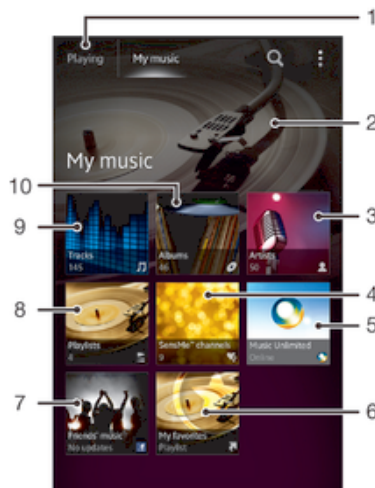 1
Playing My music
2
My music
10
9
3
Tracks
145
Albums
46
Artists
50
8
4
5
Playlists
4
SensMe™ channels
9
Music Unlimited
Online
7
6
Friends' music
No updates
My favorites
Playlist